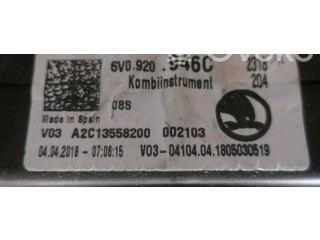 6V0.920.946C 2316
Kombiinstrument 204
08S
Made in Spain
V03 A2C13558200 002103
04.04.2018 - 07:06:15 V03-04104.04.1805030519